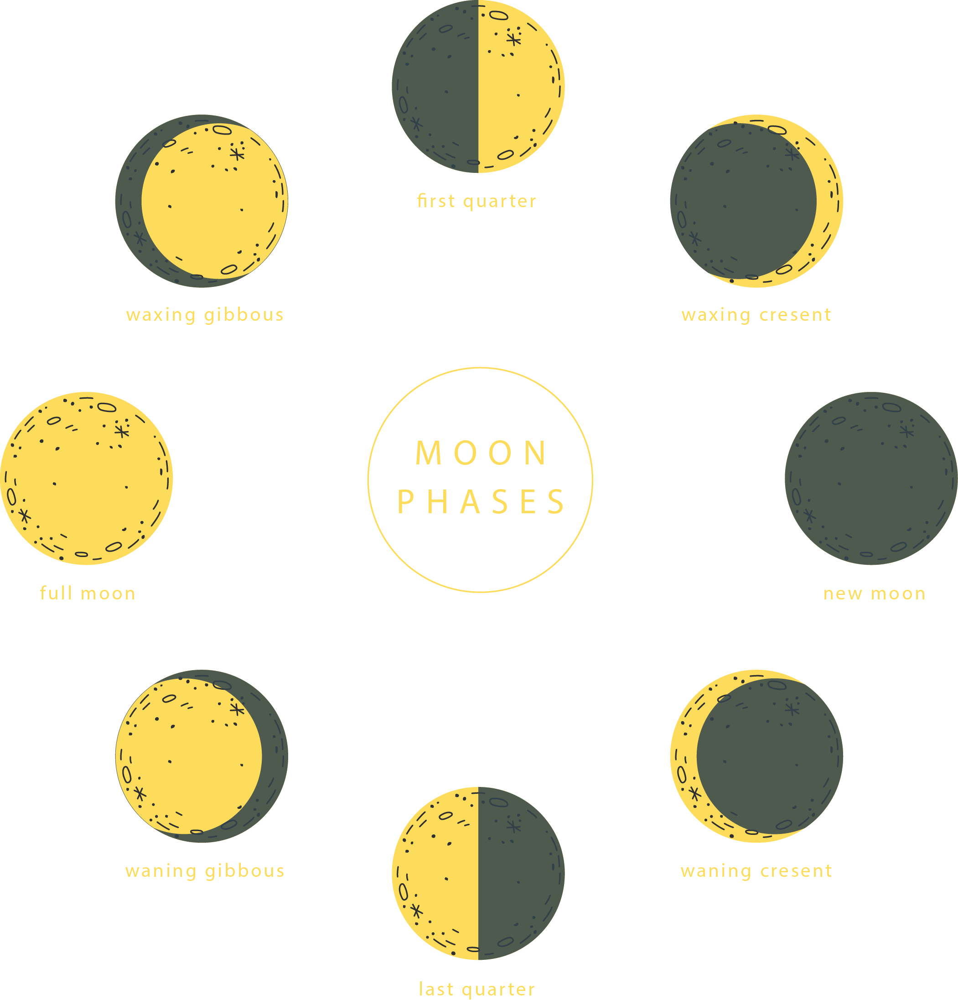 first quarter
waxing gibbous
waxing cresent
MOON
PHASES
full moon
new moon
waning gibbous
waning cresent
last quarter